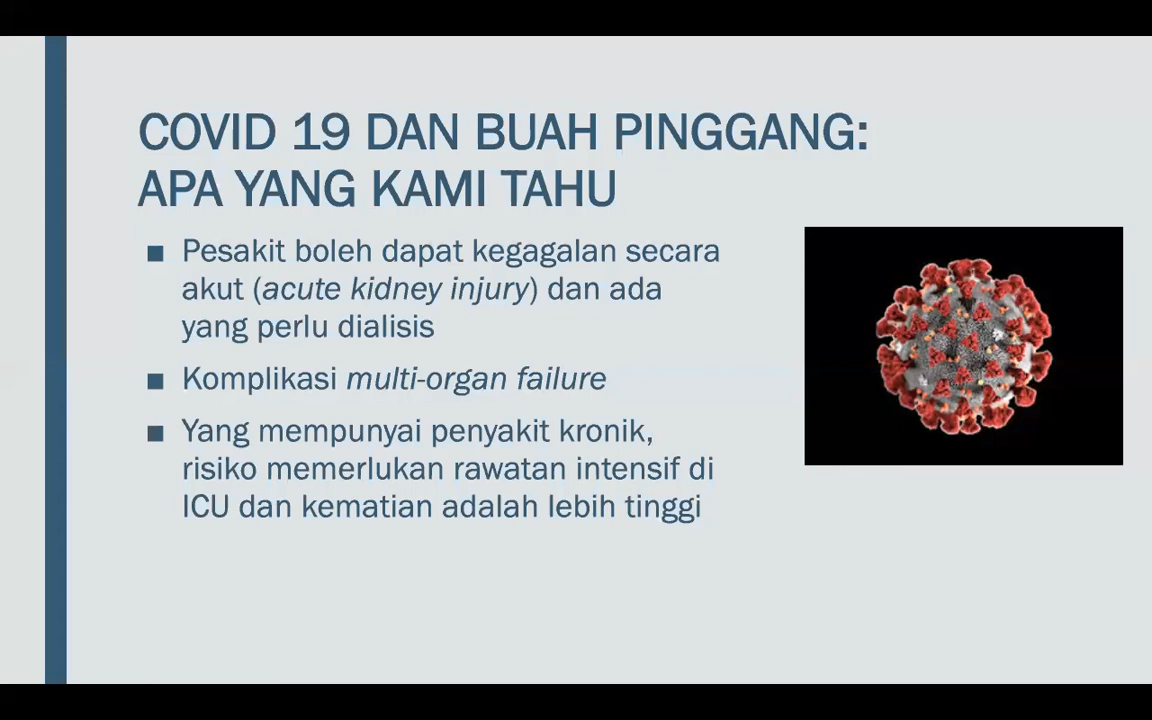 COVID 19 DAN BUAH PINGGANG:
APA YANG KAMI TAHU
■ Pesakit boleh dapat kegagalan secara
akut (acute kidney injury) dan ada
yang perlu dialisis
■ Komplikasi multi-organ failure
■ Yang mempunyai penyakit kronik,
risiko memerlukan rawatan intensif di
ICU dan kematian adalah lebih tinggi